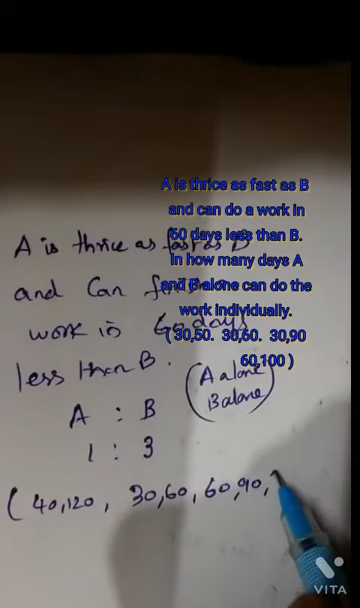 A is thrice as fast as B
and can do a work in
60 days less than B.
In how many days A
and B alone can do the
work individually.
( 30,50. 30,60. 30,90
60,100 )
A is thrice as fast as B
and Can
work in 60 days
less than B.
(A alone
B alone)
A : B
1 : 3
( 40,120 , 30,60 , 60,90 ,
VITA